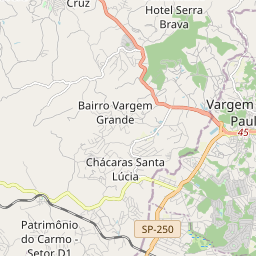 Cruz
Hotel Serra
Brava
Bairro Vargem
Grande
Vargem
Paul
45
Chácaras Santa
Lúcia
SP-250
Patrimônio
do Carmo -
Setor D1